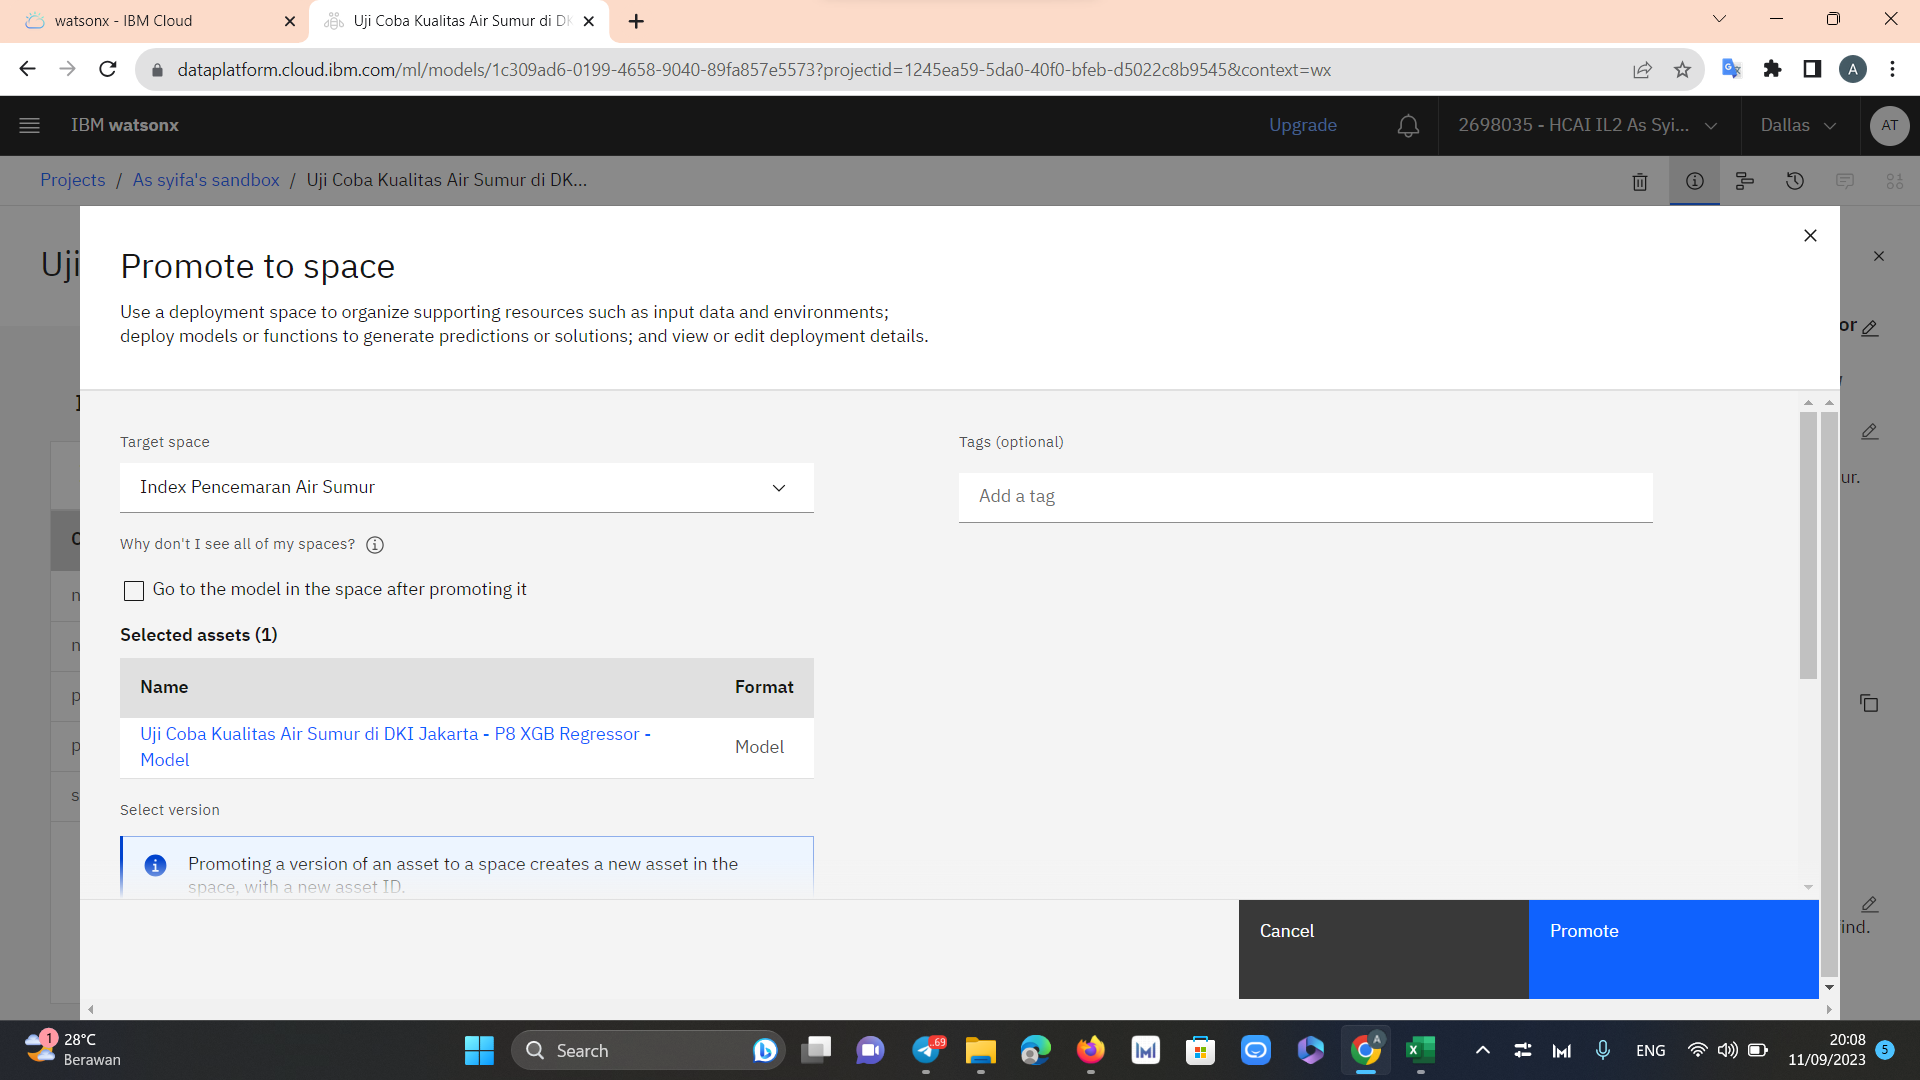 watsonx - IBM Cloud
Uji Coba Kualitas Air Sumur di DK
dataplatform.cloud.ibm.com/ml/models/1c309ad6-0199-4658-9040-89fa857e5573?projectid=1245ea59-5da0-40f0-bfeb-d5022c8b9545&context=wx
A
IBM watsonx
Upgrade
2698035 - HCAI IL2 As Syi...
Dallas
AT
Projects / As syifa's sandbox / Uji Coba Kualitas Air Sumur di DK...
Uji
Promote to space
Use a deployment space to organize supporting resources such as input data and environments;
deploy models or functions to generate predictions or solutions; and view or edit deployment details.
or
Target space
Tags (optional)
Index Pencemaran Air Sumur
Add a tag
ur.
Why don't I see all of my spaces?
Go to the model in the space after promoting it
Selected assets (1)
Name
Format
Uji Coba Kualitas Air Sumur di DKI Jakarta - P8 XGB Regressor -
Model
Model
Select version
Promoting a version of an asset to a space creates a new asset in the
space, with a new asset ID.
Cancel
Promote
ind.
1
28°C
Berawan
Search
69
A
ENG
20:08
11/09/2023
5